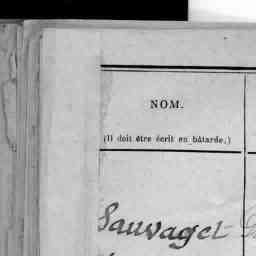 NOM.
(Il doit être écrit en bâtarde.)
Sauvaget